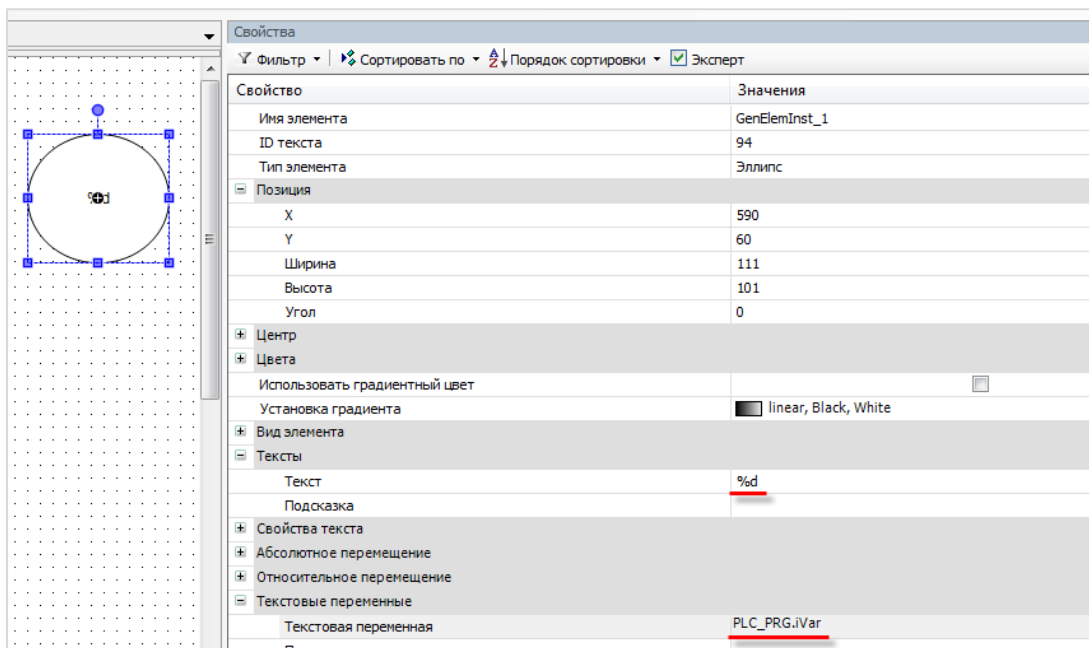 Свойства
Фильтр Сортировать по Порядок сортировки Эксперт
Свойство Значения
Имя элемента GenElemInst_1
ID текста 94
Тип элемента Эллипс
Позиция
X 590
Y 60
Ширина 111
Высота 101
Угол 0
Центр
Цвета
Использовать градиентный цвет
Установка градиента linear, Black, White
Вид элемента
Тексты
Текст %d
Подсказка
Свойства текста
Абсолютное перемещение
Относительное перемещение
Текстовые переменные
Текстовая переменная PLC_PRG.iVar